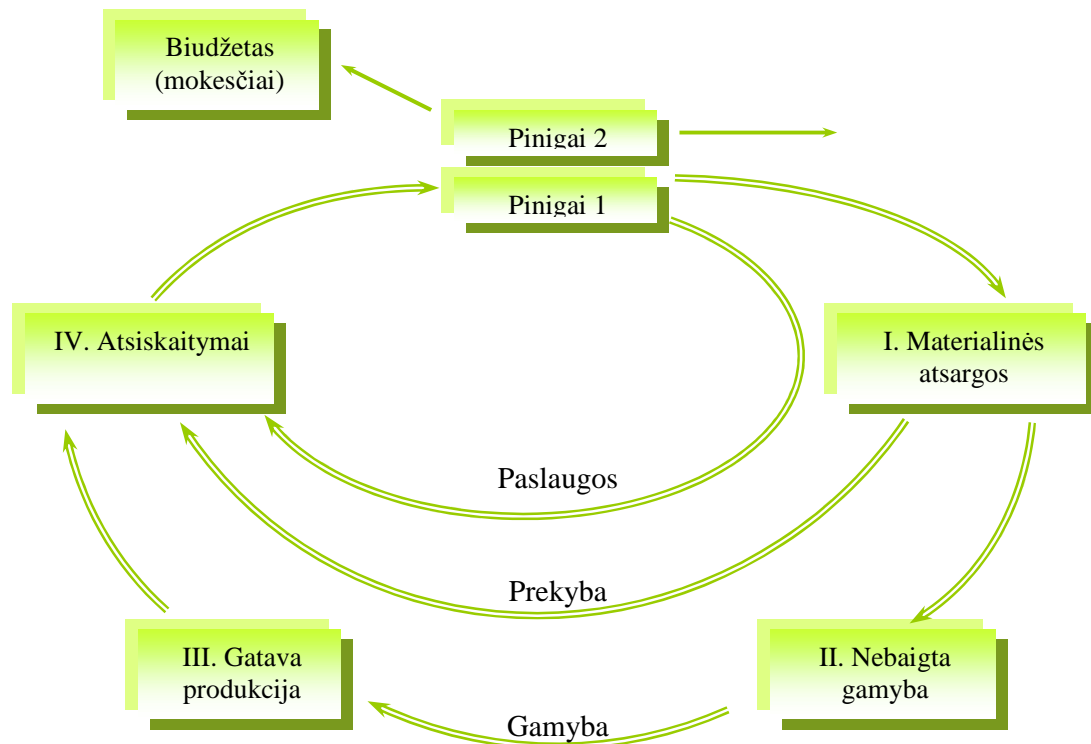 Biudžetas
(mokesčiai)
Pinigai 2
Pinigai 1
IV. Atsiskaitymai
I. Materialinės
atsargos
Paslaugos
Prekyba
III. Gatava
produkcija
II. Nebaigta
gamyba
Gamyba